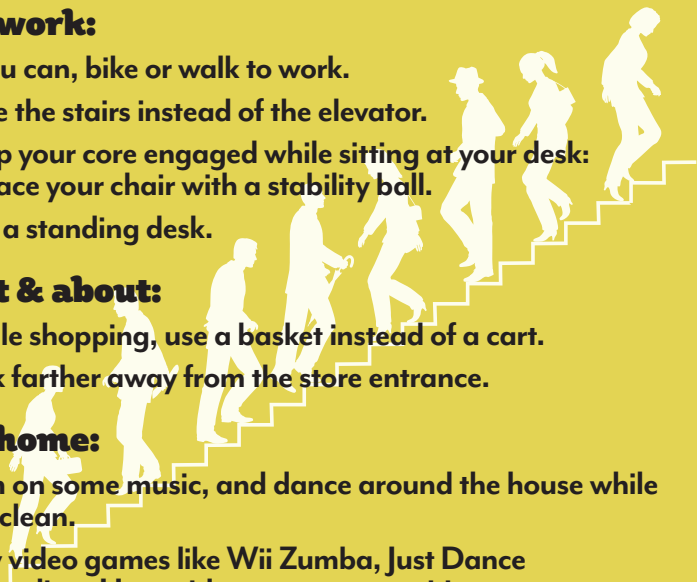 work:
u can, bike or walk to work.
e the stairs instead of the elevator.
p your core engaged while sitting at your desk:
ace your chair with a stability ball.
a standing desk.
t & about:
le shopping, use a basket instead of a cart.
k farther away from the store entrance.
home:
n on some music, and dance around the house while
clean.
y video games like Wii Zumba, Just Dance